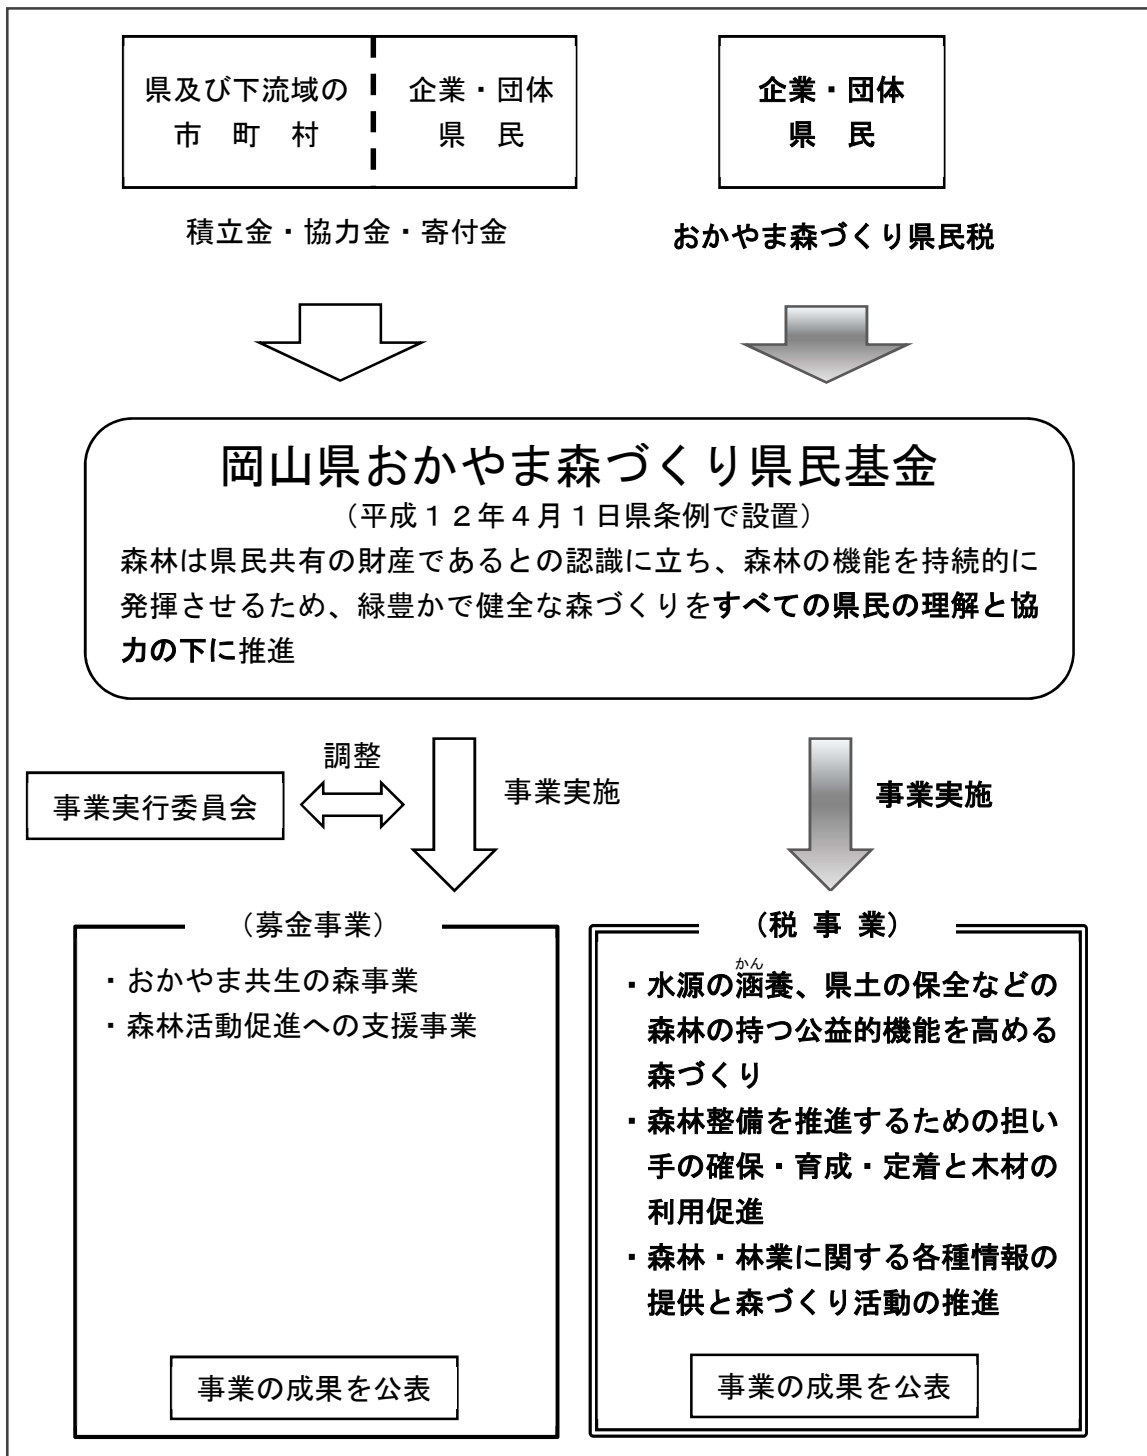 県及び下流域の
市　町　村
企業・団体
県　民
企業・団体
県　民
積立金・協力金・寄付金
おかやま森づくり県民税
岡山県おかやま森づくり県民基金
（平成１２年４月１日県条例で設置）
森林は県民共有の財産であるとの認識に立ち、森林の機能を持続的に
発揮させるため、緑豊かで健全な森づくりをすべての県民の理解と協
力の下に推進
調整
事業実行委員会
事業実施
事業実施
（募金事業）
・おかやま共生の森事業
・森林活動促進への支援事業
事業の成果を公表
（税 事 業）
かん
・水源の涵養、県土の保全などの
森林の持つ公益的機能を高める
森づくり
・森林整備を推進するための担い
手の確保・育成・定着と木材の
利用促進
・森林・林業に関する各種情報の
提供と森づくり活動の推進
事業の成果を公表